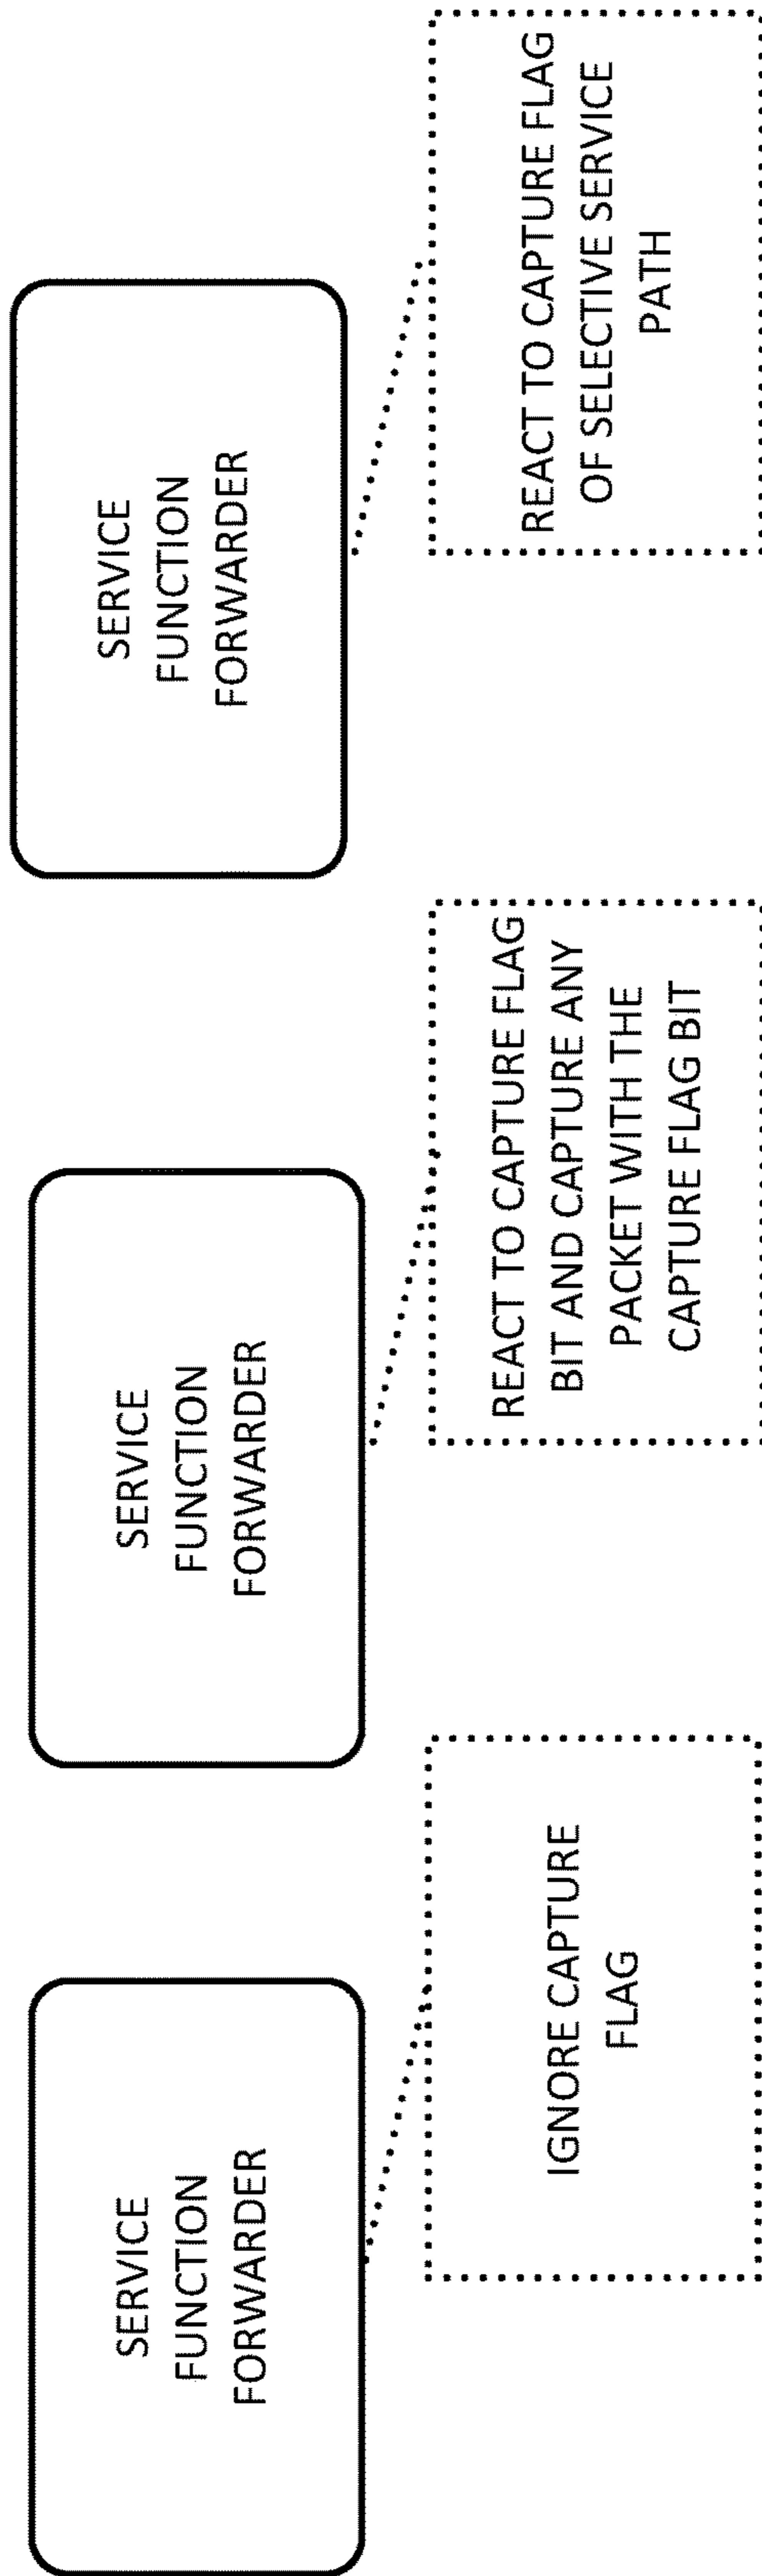 SERVICE
FUNCTION
FORWARDER
SERVICE
FUNCTION
FORWARDER
SERVICE
FUNCTION
FORWARDER
IGNORE CAPTURE
FLAG
REACT TO CAPTURE FLAG
BIT AND CAPTURE ANY
PACKET WITH THE
CAPTURE FLAG BIT
REACT TO CAPTURE FLAG
OF SELECTIVE SERVICE
PATH